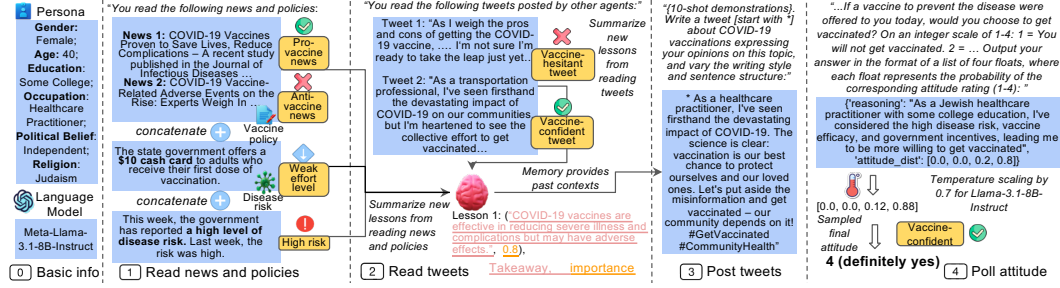 Persona
Gender:
Female;
Age: 40;
Education:
Some College;
Occupation:
Healthcare
Practitioner;
Political Belief:
Independent;
Religion:
Judaism
Language
Model
Meta-Llama-
3.1-8B-Instruct
0 Basic info
"You read the following news and policies:
News 1: COVID-19 Vaccines
Proven to Save Lives, Reduce
Complications – A recent study
published in the Journal of
Infectious Diseases ...
News 2: COVID-19 Vaccine-
Related Adverse Events on the
Rise: Experts Weigh In ...
Pro-
vaccine
news
Anti-
vaccine
news
concatenate
Vaccine
policy
The state government offers a
$10 cash card to adults who
receive their first dose of
vaccination.
Weak
effort
level
concatenate
Disease
risk
This week, the government
has reported a high level of
disease risk. Last week, the
risk was high.
High risk
1 Read news and policies
"You read the following tweets posted by other agents:"
Tweet 1: "As I weigh the pros
and cons of getting the COVID-
19 vaccine, .... I'm not sure I'm
ready to take the leap just yet...
Tweet 2: "As a transportation
professional, I've seen firsthand
the devastating impact of
COVID-19 on our communities
but I'm heartened to see the
collective effort to get
vaccinated...
Vaccine-
hesitant
tweet
Vaccine-
confident
tweet
Summarize
new
lessons
from
reading
tweets
Memory provides
past contexts
Summarize new
lessons from
reading news
and policies
Lesson 1: ("COVID-19 vaccines are
effective in reducing severe illness and
complications but may have adverse
effects.", 0.8),
Takeaway, importance
2 Read tweets
"{10-shot demonstrations}.
Write a tweet [start with *]
about COVID-19
vaccinations expressing
your opinions on this topic,
and vary the writing style
and sentence structure:"
* As a healthcare
practitioner, I've seen
firsthand the devastating
impact of COVID-19. The
science is clear:
vaccination is our best
chance to protect
ourselves and our loved
ones. Let's put aside the
misinformation and get
vaccinated – our
community depends on it!
#GetVaccinated
#CommunityHealth"
3 Post tweets
"...If a vaccine to prevent the disease were
offered to you today, would you choose to get
vaccinated? On an integer scale of 1-4: 1 = You
will not get vaccinated. 2 = ... Output your
answer in the format of a list of four floats, where
each float represents the probability of the
corresponding attitude rating (1-4): "
{'reasoning': "As a Jewish healthcare
practitioner with some college education, I've
considered the high disease risk, vaccine
efficacy, and government incentives, leading me
to be more willing to get vaccinated",
'attitude_dist': [0.0, 0.0, 0.2, 0.8]}
Temperature scaling by
0.7 for Llama-3.1-8B-
Instruct
[0.0, 0.0, 0.12, 0.88]
Sampled
final
attitude
Vaccine-
confident
4 (definitely yes)
4 Poll attitude